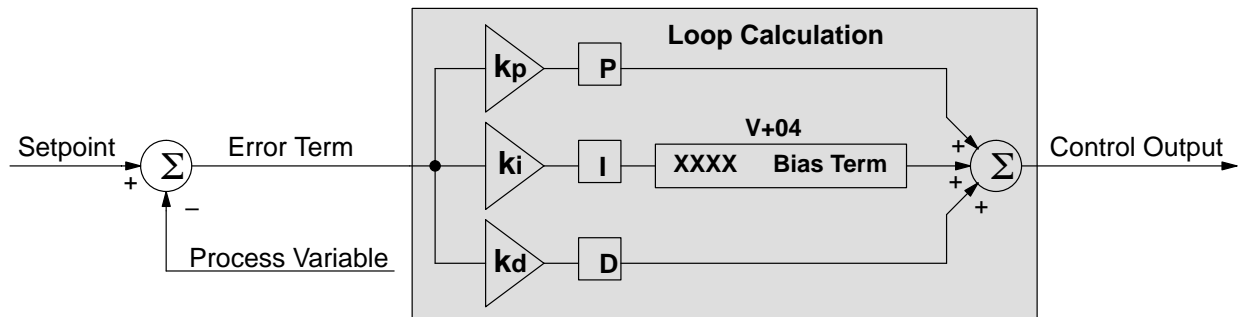 Loop Calculation
kp P
V+04
Setpoint Σ Error Term ki I XXXX Bias Term Σ Control Output
+ − + + +
Process Variable kd D